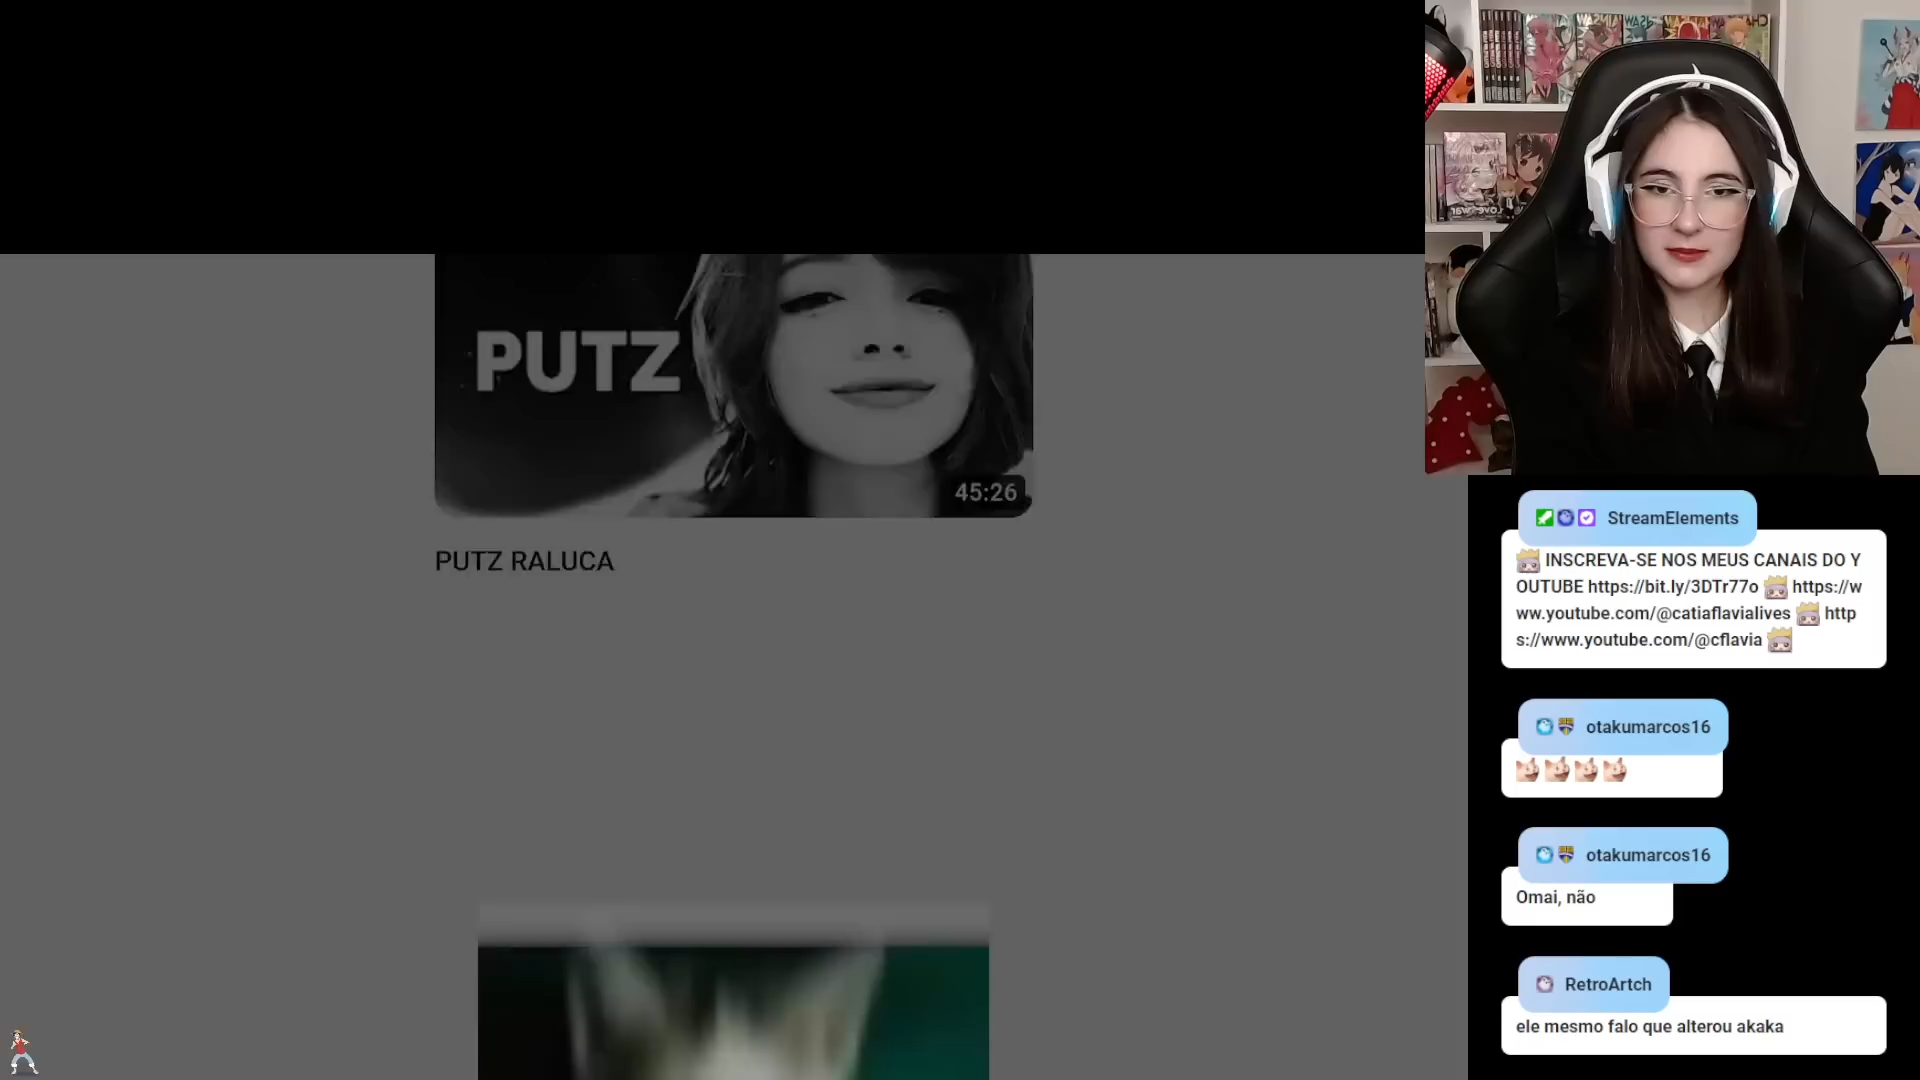 PUTZ
45:26
PUTZ RALUCA
StreamElements
INSCREVA-SE NOS MEUS CANAIS DO Y
OUTUBE https://bit.ly/3DTr77o https://w
ww.youtube.com/@catiaflavialives http
s://www.youtube.com/@cflavia
otakumarcos16
otakumarcos16
Omai, não
RetroArtch
ele mesmo falo que alterou akaka